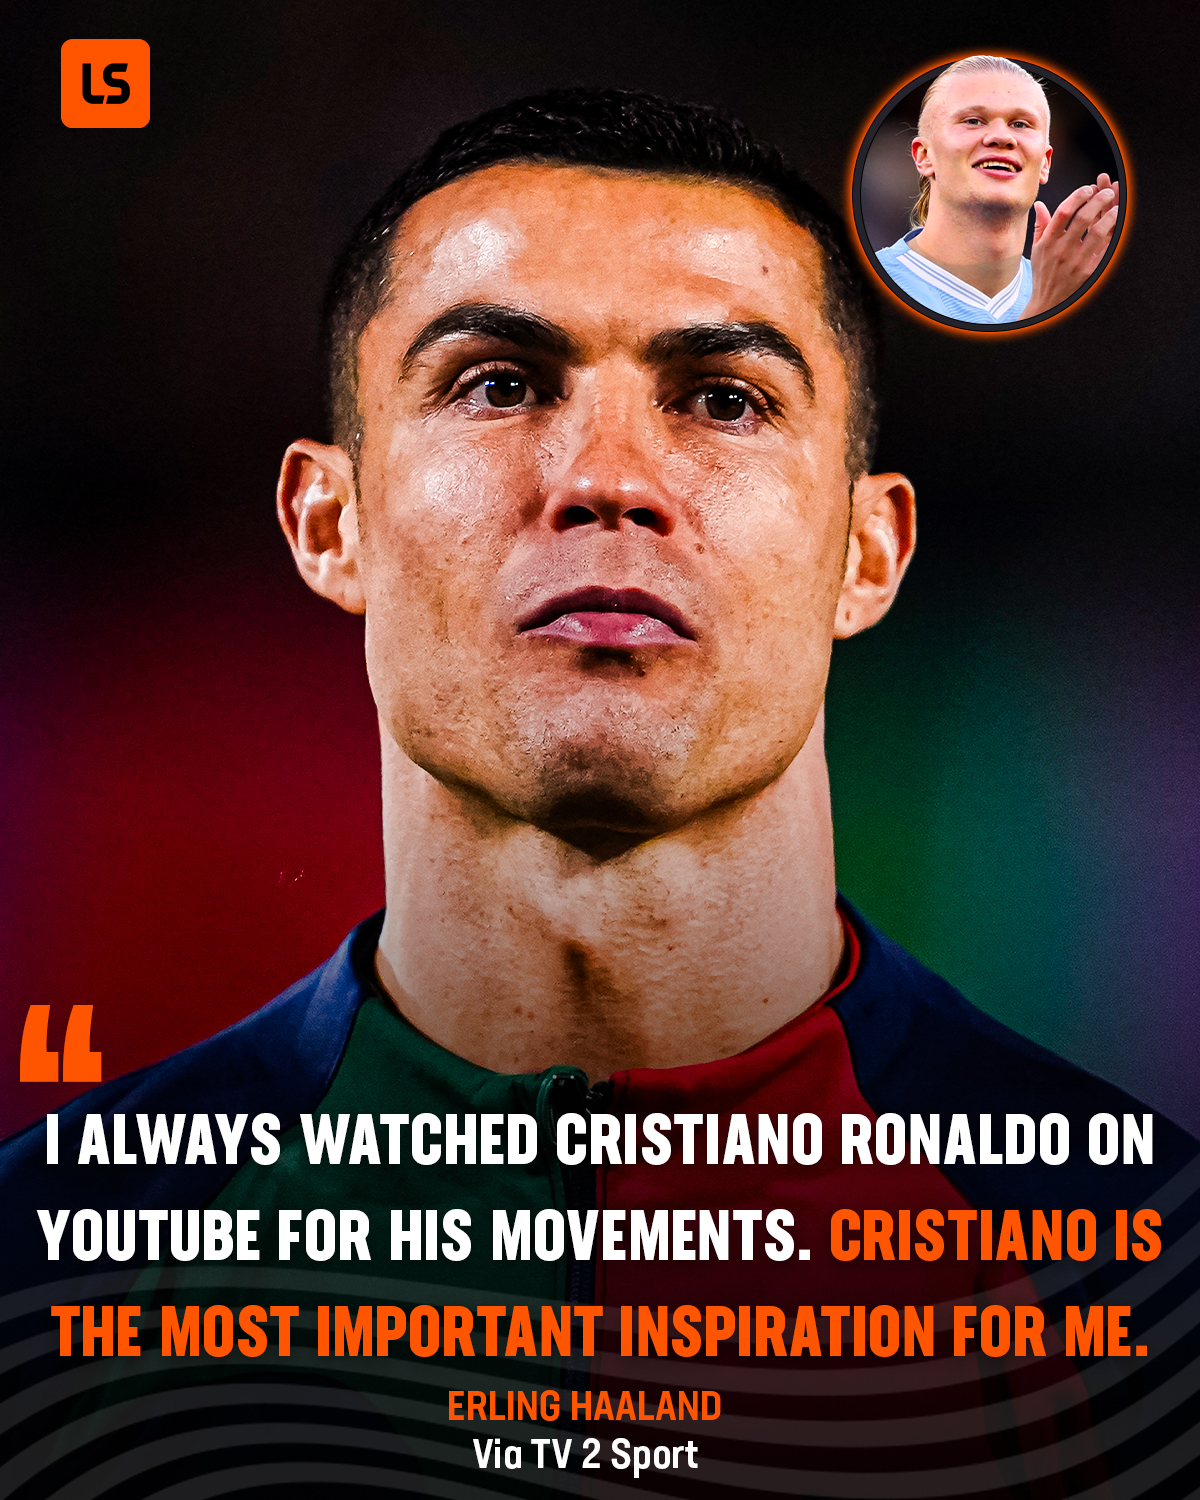 LS
“
I ALWAYS WATCHED CRISTIANO RONALDO ON
YOUTUBE FOR HIS MOVEMENTS. CRISTIANO IS
THE MOST IMPORTANT INSPIRATION FOR ME.
ERLING HAALAND
Via TV 2 Sport